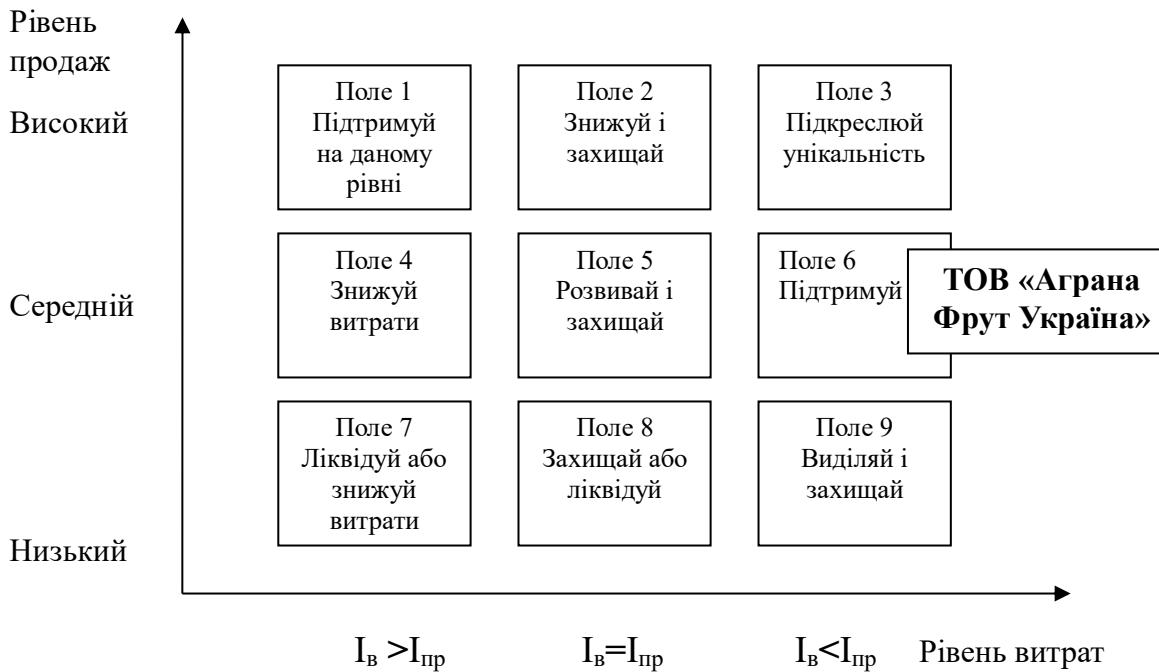 Рівень
продаж
Високий
Поле 1
Підтримуй
на даному
рівні
Поле 2
Знижуй і
захищай
Поле 3
Підкреслюй
унікальність
Середній
Поле 4
Знижуй
витрати
Поле 5
Розвивай і
захищай
Поле 6
Підтримуй
ТОВ «Аграна
Фрут Україна»
Низький
Поле 7
Ліквідуй або
знижуй
витрати
Поле 8
Захищай або
ліквідуй
Поле 9
Виділяй і
захищай
Iв >Iпр
Iв=Iпр
Iв<Iпр
Рівень витрат